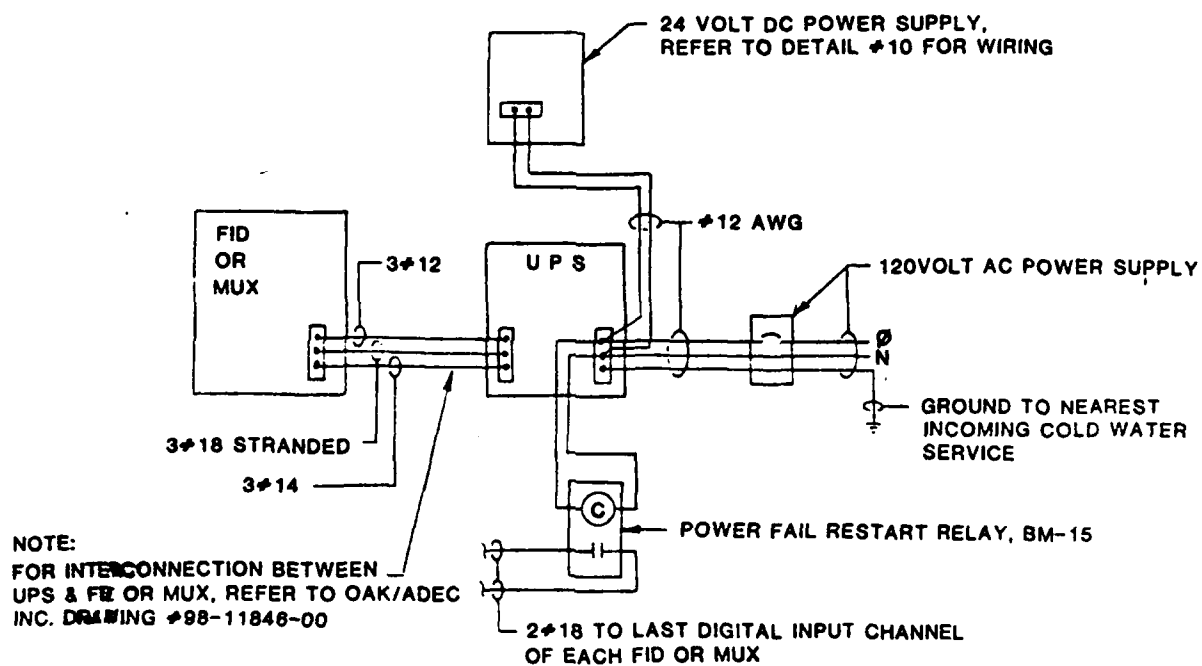 24 VOLT DC POWER SUPPLY,
REFER TO DETAIL #10 FOR WIRING
#12 AWG
FID
OR
MUX
3#12
UPS
120VOLT AC POWER SUPPLY
Ø
N
GROUND TO NEAREST
INCOMING COLD WATER
SERVICE
3#18 STRANDED
3#14
C
POWER FAIL RESTART RELAY, BM-15
NOTE:
FOR INTERCONNECTION BETWEEN
UPS & OR MUX, REFER TO OAK/ADEC
INC. DRAWING #98-11846-00
2#18 TO LAST DIGITAL INPUT CHANNEL
OF EACH FID OR MUX